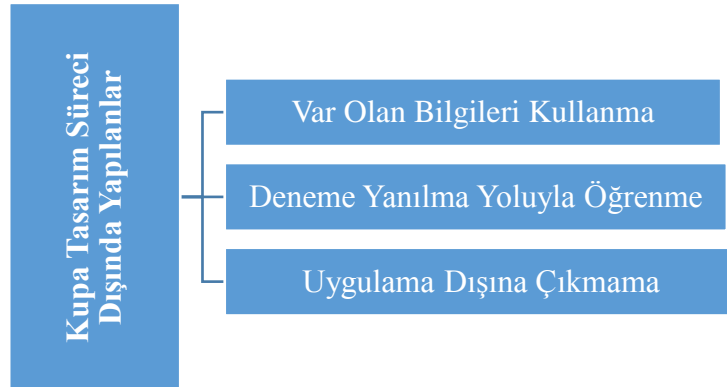 Kupa Tasarım Süreci
Dışında Yapılanlar
Var Olan Bilgileri Kullanma
Deneme Yanılma Yoluyla Öğrenme
Uygulama Dışına Çıkmama